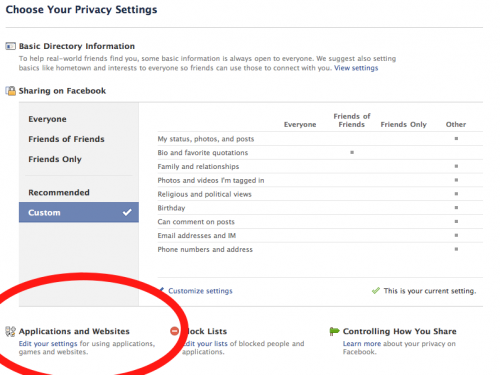 Choose Your Privacy Settings
Basic Directory Information
To help real-world friends find you, some basic information is always open to everyone. We suggest also setting
basics like hometown and interests to everyone so friends can use those to connect with you. View settings
Sharing on Facebook
Everyone
Friends of Friends
Friends Only
Recommended
Custom
Everyone
Friends of
Friends
Friends Only
Other
My status, photos, and posts
Bio and favorite quotations
Family and relationships
Photos and videos I'm tagged in
Religious and political views
Birthday
Can comment on posts
Email addresses and IM
Phone numbers and address
Customize settings
This is your current setting.
Applications and Websites
Edit your settings for using applications,
games and websites.
lock Lists
Edit your lists of blocked people and
applications.
Controlling How You Share
Learn more about your privacy on
Facebook.